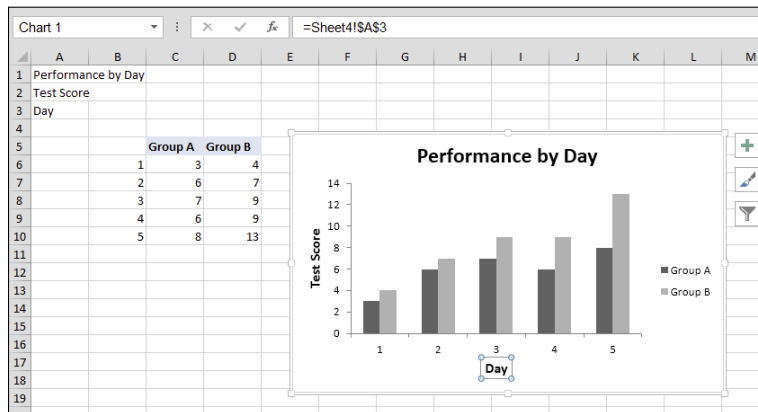 Chart 1 fx =Sheet4!$A$3
A B C D E F G H I J K L M
1 Performance by Day
2 Test Score
3 Day
4
5 Group A Group B
6 1 3 4
7 2 6 7
8 3 7 9
9 4 6 9
10 5 8 13
11
12
13
14
15
16
17
18
19
Performance by Day
14
12
10
8
6
4
2
0
Test Score
1 2 3 4 5
Day
Group A
Group B